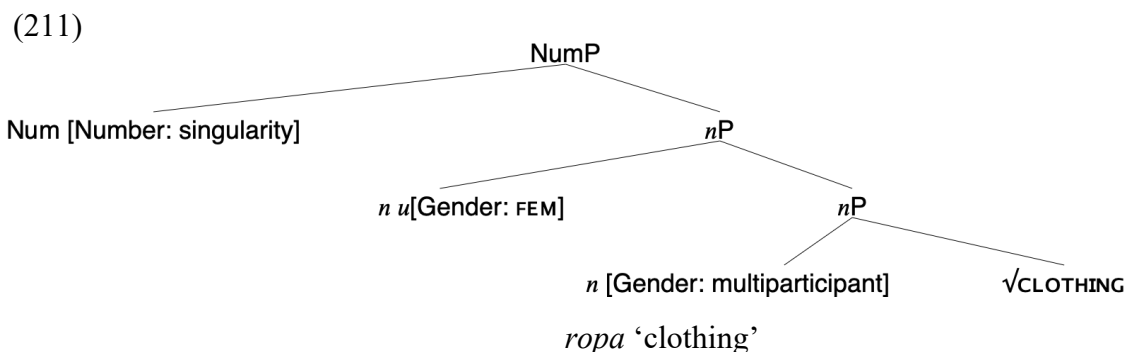 (211)
NumP
Num [Number: singularity] nP
n u[Gender: FEM] nP
n [Gender: multiparticipant] √CLOTHING
ropa ‘clothing’